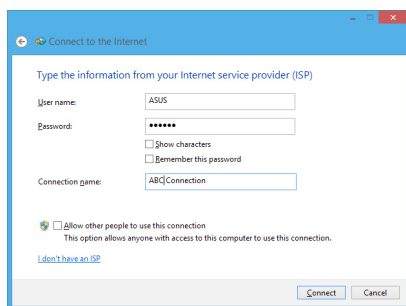 Connect to the Internet
Type the information from your Internet service provider (ISP)
User name: ASUS
Password: ••••••
Show characters
Remember this password
Connection name: ABC Connection
Allow other people to use this connection
This option allows anyone with access to this computer to use this connection.
I don't have an ISP
Connect Cancel